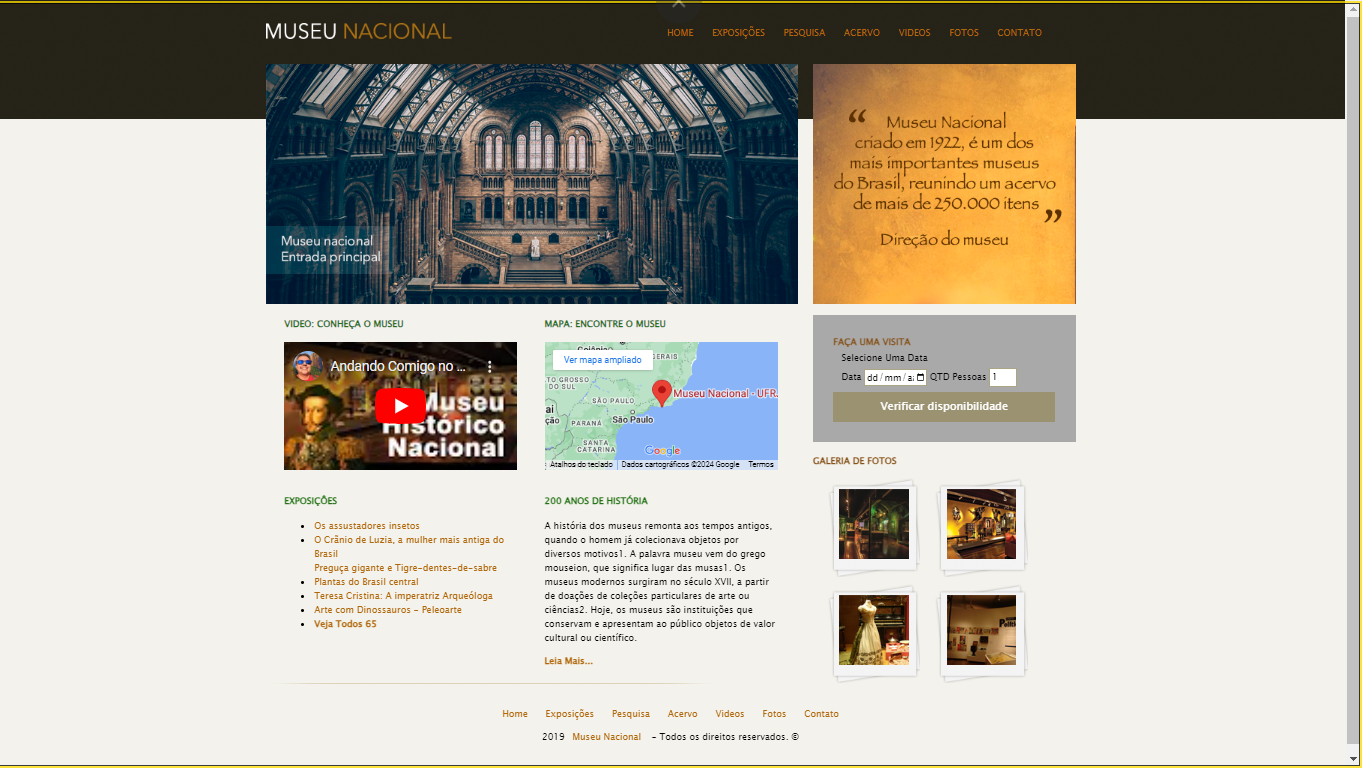 MUSEU NACIONAL
HOME EXPOSIÇÕES PESQUISA ACERVO VIDEOS FOTOS CONTATO
Museu nacional
Entrada principal
“ Museu Nacional
criado em 1922, é um dos
mais importantes museus
do Brasil, reunindo um acervo
de mais de 250.000 itens ”
Direção do museu
VIDEO: CONHEÇA O MUSEU
Andando Comigo no ...
Museu
Histórico
Nacional
MAPA: ENCONTRE O MUSEU
Ver mapa ampliado
Goiânia
GERAIS
TO GROSSO
DO SUL
SÃO PAULO
Museu Nacional - UFR
São Paulo
PARANÁ
SANTA
CATARINA
Google
Atalhos do teclado Dados cartográficos ©2024 Google Termos
FAÇA UMA VISITA
Selecione Uma Data
Data dd/mm/aa QTD Pessoas 1
Verificar disponibilidade
EXPOSIÇÕES
Os assustadores insetos
O Crânio de Luzia, a mulher mais antiga do
Brasil
Preguça gigante e Tigre-dentes-de-sabre
Plantas do Brasil central
Teresa Cristina: A imperatriz Arqueóloga
Arte com Dinossauros - Peleoarte
Veja Todos 65
200 ANOS DE HISTÓRIA
A história dos museus remonta aos tempos antigos,
quando o homem já colecionava objetos por
diversos motivos1. A palavra museu vem do grego
mouseion, que significa lugar das musas1. Os
museus modernos surgiram no século XVII, a partir
de doações de coleções particulares de arte ou
ciências2. Hoje, os museus são instituições que
conservam e apresentam ao público objetos de valor
cultural ou científico.
Leia Mais...
GALERIA DE FOTOS
Home Exposições Pesquisa Acervo Videos Fotos Contato
2019 Museu Nacional - Todos os direitos reservados. ©